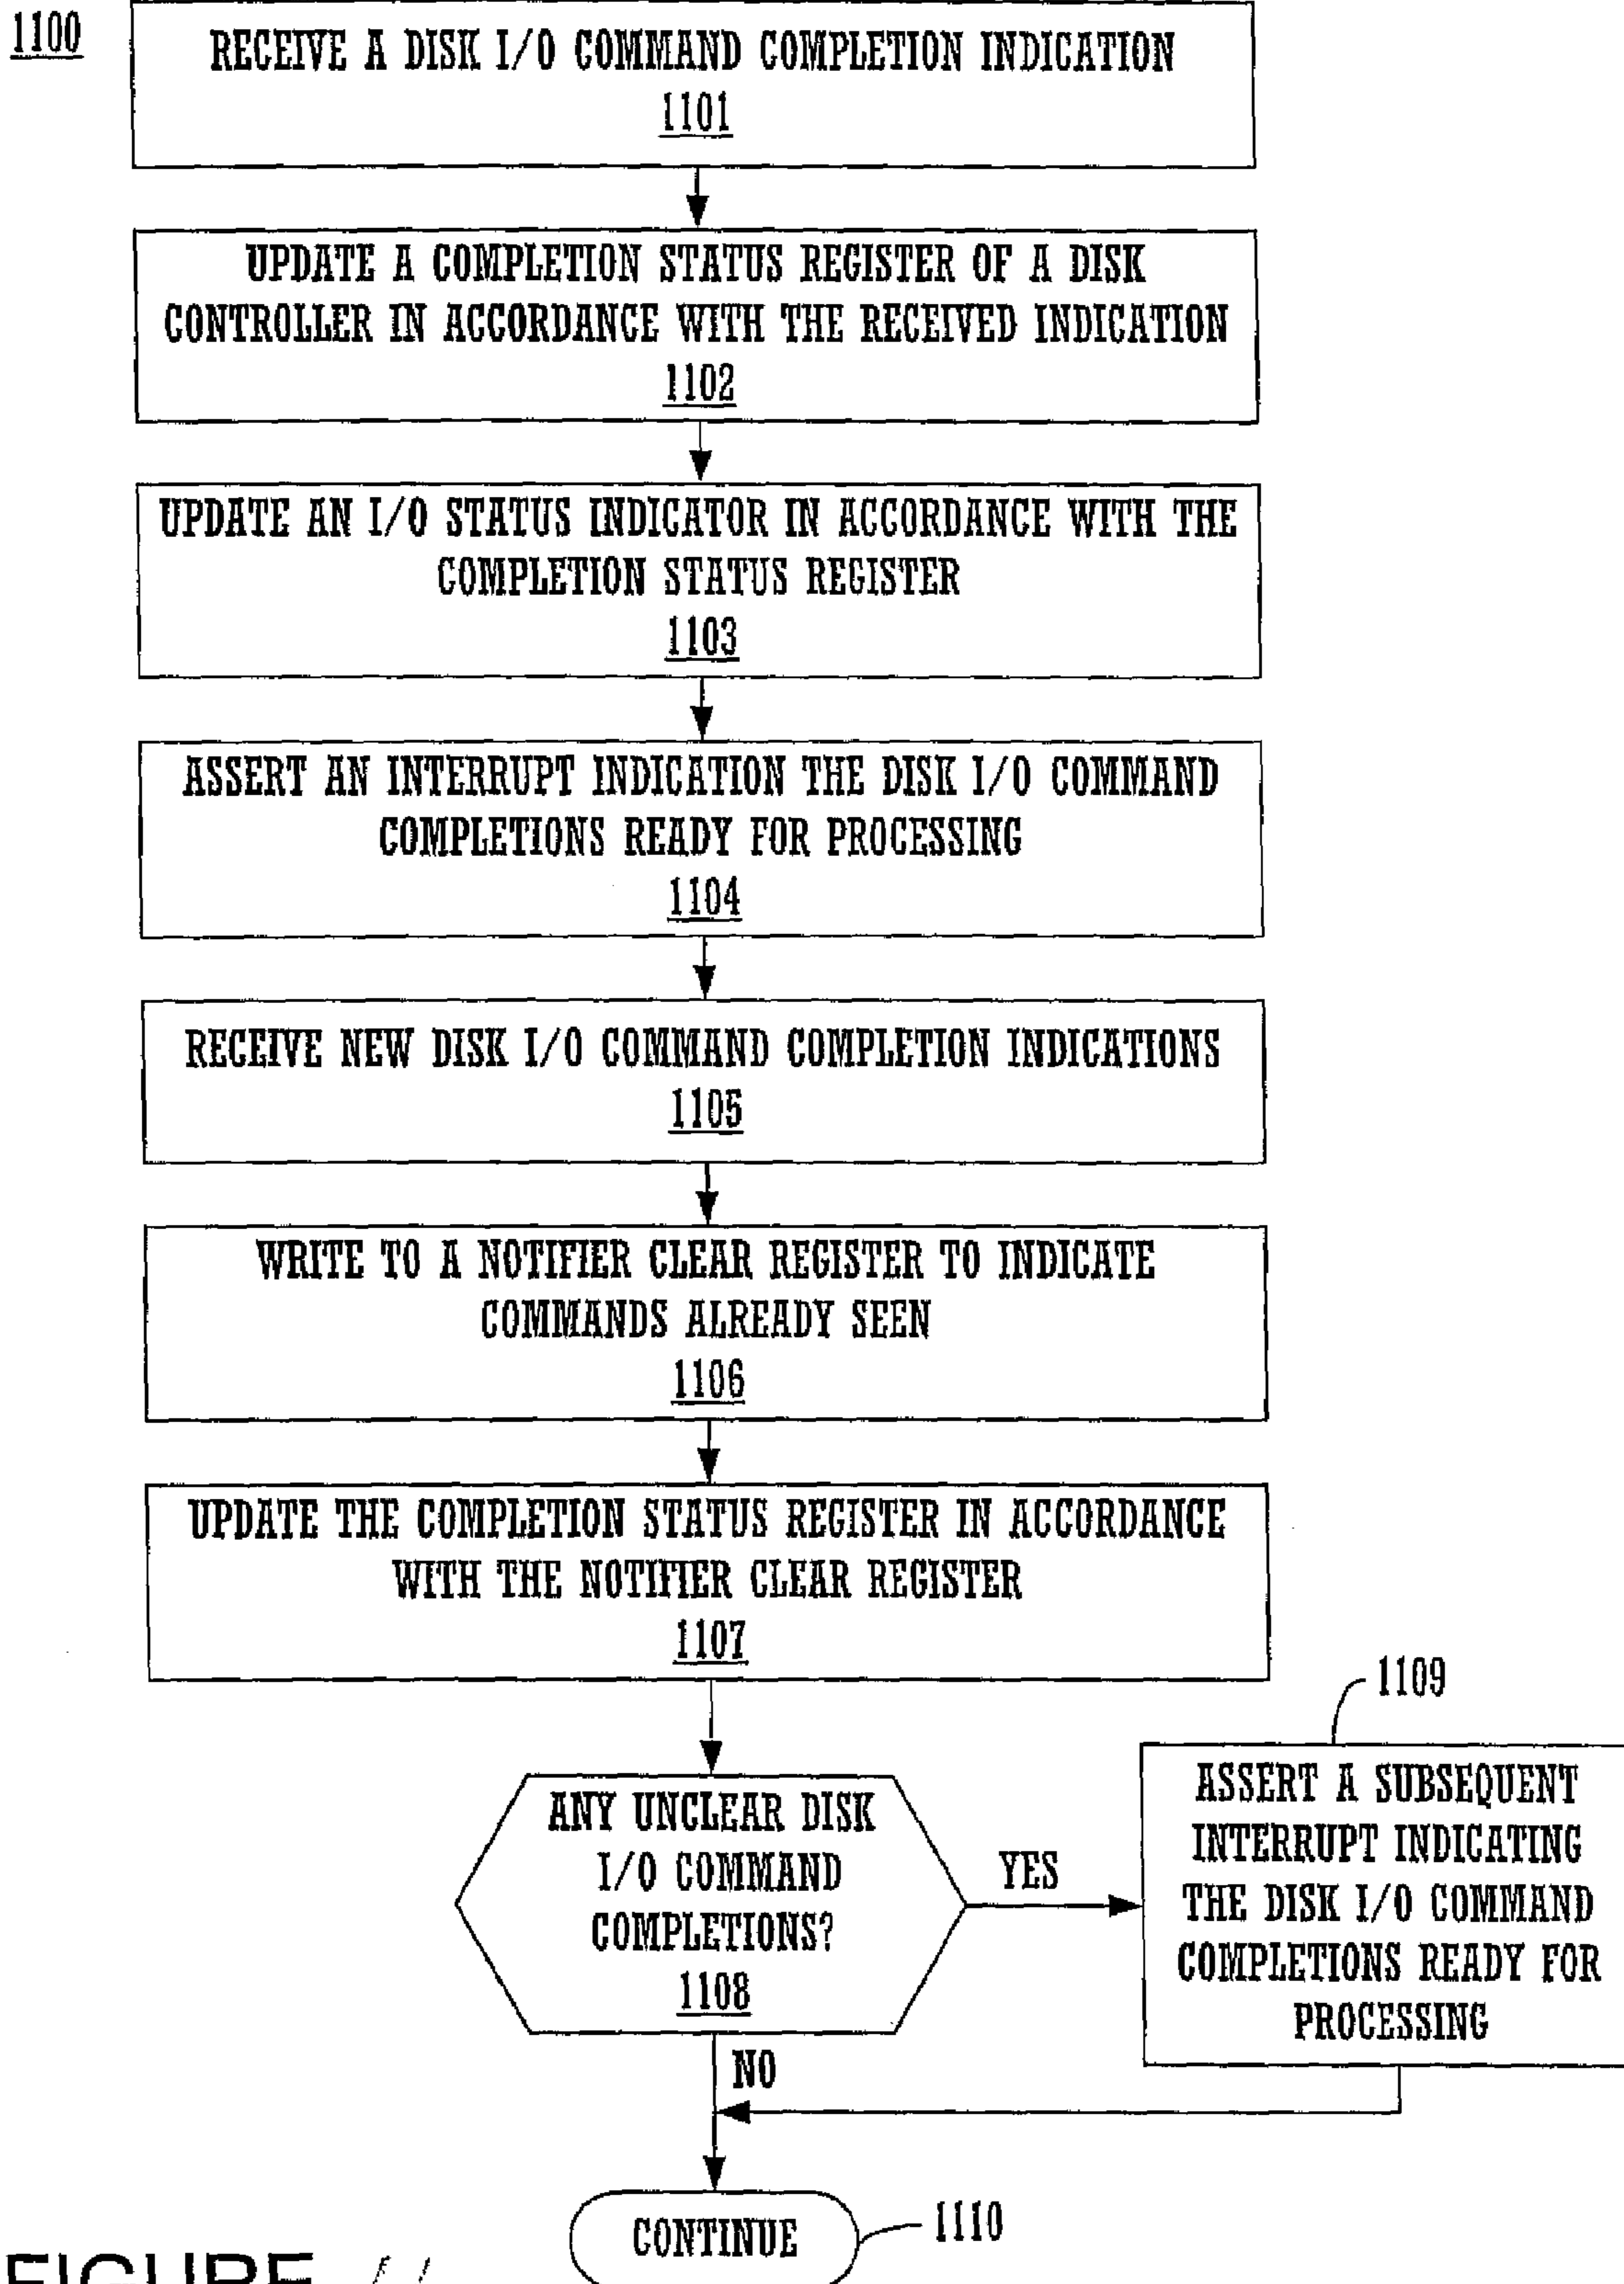 1100
RECEIVE A DISK I/O COMMAND COMPLETION INDICATION
1101
UPDATE A COMPLETION STATUS REGISTER OF A DISK
CONTROLLER IN ACCORDANCE WITH THE RECEIVED INDICATION
1102
UPDATE AN I/O STATUS INDICATOR IN ACCORDANCE WITH THE
COMPLETION STATUS REGISTER
1103
ASSERT AN INTERRUPT INDICATION THE DISK I/O COMMAND
COMPLETIONS READY FOR PROCESSING
1104
RECEIVE NEW DISK I/O COMMAND COMPLETION INDICATIONS
1105
WRITE TO A NOTIFIER CLEAR REGISTER TO INDICATE
COMMANDS ALREADY SEEN
1106
UPDATE THE COMPLETION STATUS REGISTER IN ACCORDANCE
WITH THE NOTIFIER CLEAR REGISTER
1107
ANY UNCLEAR DISK
I/O COMMAND
COMPLETIONS?
1108
YES
1109
ASSERT A SUBSEQUENT
INTERRUPT INDICATING
THE DISK I/O COMMAND
COMPLETIONS READY FOR
PROCESSING
NO
CONTINUE
1110
FIGURE 11